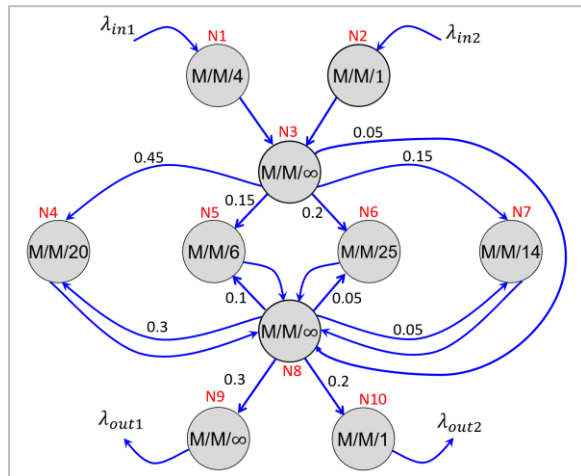 λin1 λin2
N1 N2
M/M/4 M/M/1
N3 0.05
M/M/∞
0.45 0.15
0.15 0.2
N4 N5 N6 N7
M/M/20 M/M/6 M/M/25 M/M/14
0.1 0.05
0.3 M/M/∞ 0.05
N8
0.3 0.2
N9 N10
λout1 M/M/∞ M/M/1 λout2